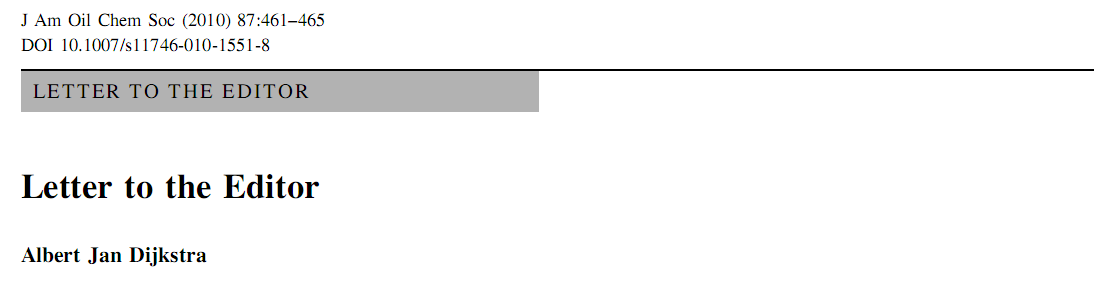 J Am Oil Chem Soc (2010) 87:461–465
DOI 10.1007/s11746-010-1551-8
LETTER TO THE EDITOR
Letter to the Editor
Albert Jan Dijkstra